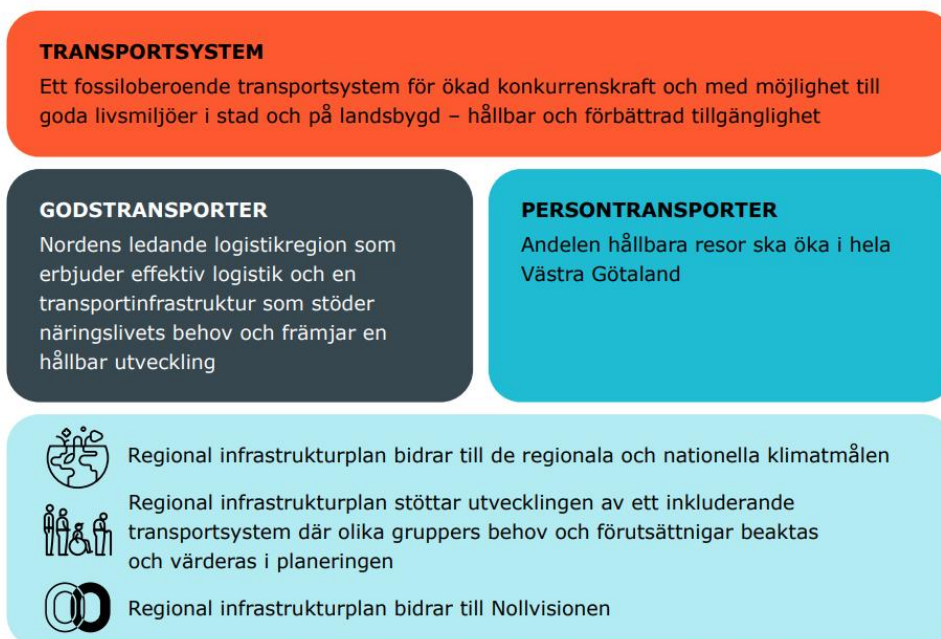 TRANSPORTSYSTEM
Ett fossiloberoende transportsystem för ökad konkurrenskraft och med möjlighet till
goda livsmiljöer i stad och på landsbygd – hållbar och förbättrad tillgänglighet
GODSTRANSPORTER
Nordens ledande logistikregion som
erbjuder effektiv logistik och en
transportinfrastruktur som stöder
näringslivets behov och främjar en
hållbar utveckling
PERSONTRANSPORTER
Andelen hållbara resor ska öka i hela
Västra Götaland
Regional infrastrukturplan bidrar till de regionala och nationella klimatmålen
Regional infrastrukturplan stöttar utvecklingen av ett inkluderande
transportsystem där olika gruppers behov och förutsättnigar beaktas
och värderas i planeringen
Regional infrastrukturplan bidrar till Nollvisionen